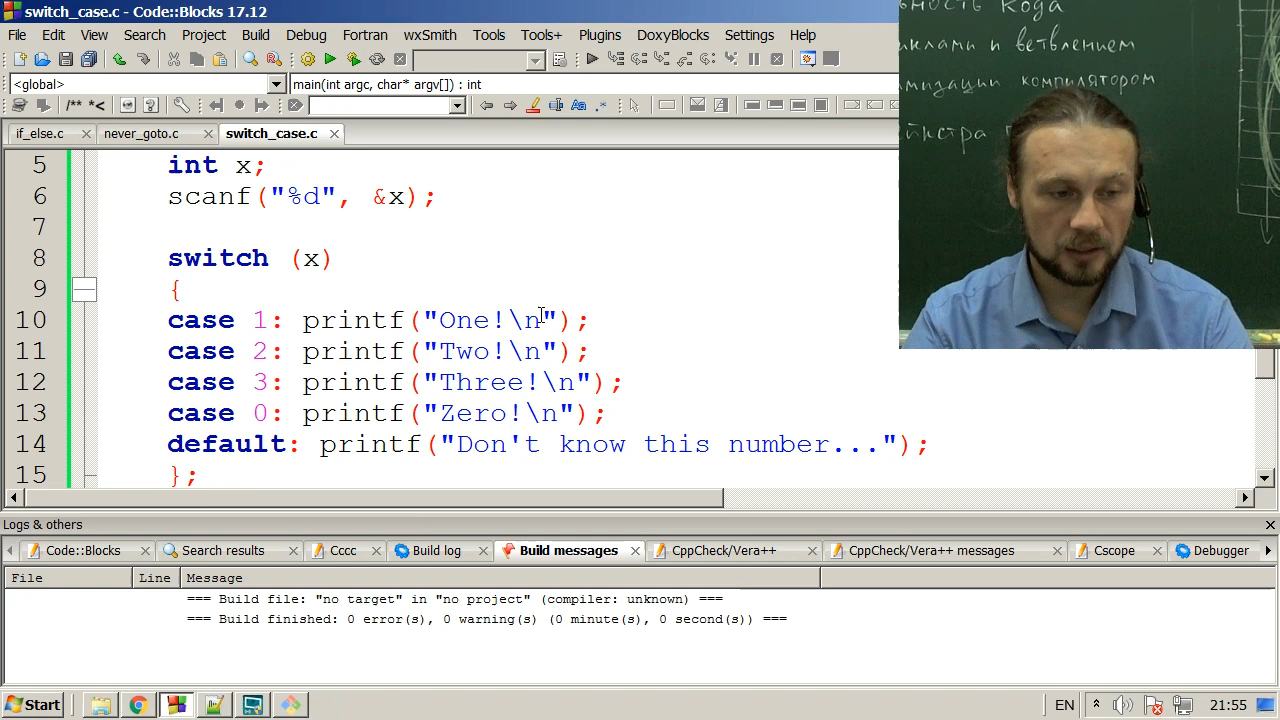 switch_case.c - Code::Blocks 17.12
File Edit View Search Project Build Debug Fortran wxSmith Tools Tools+ Plugins DoxyBlocks Settings Help
<global> main(int argc, char* argv[]) : int
/** *<
if_else.c never_goto.c switch_case.c
5 int x;
6 scanf("%d", &x);
7
8 switch (x)
9 {
10 case 1: printf("One!\n");
11 case 2: printf("Two!\n");
12 case 3: printf("Three!\n");
13 case 0: printf("Zero!\n");
14 default: printf("Don't know this number...");
15 };
кода
и ветвлением
компилятором
Logs & others
Code::Blocks Search results Cccc Build log Build messages CppCheck/Vera++ CppCheck/Vera++ messages Cscope Debugger
File Line Message
=== Build file: "no target" in "no project" (compiler: unknown) ===
=== Build finished: 0 error(s), 0 warning(s) (0 minute(s), 0 second(s)) ===
Start EN 21:55